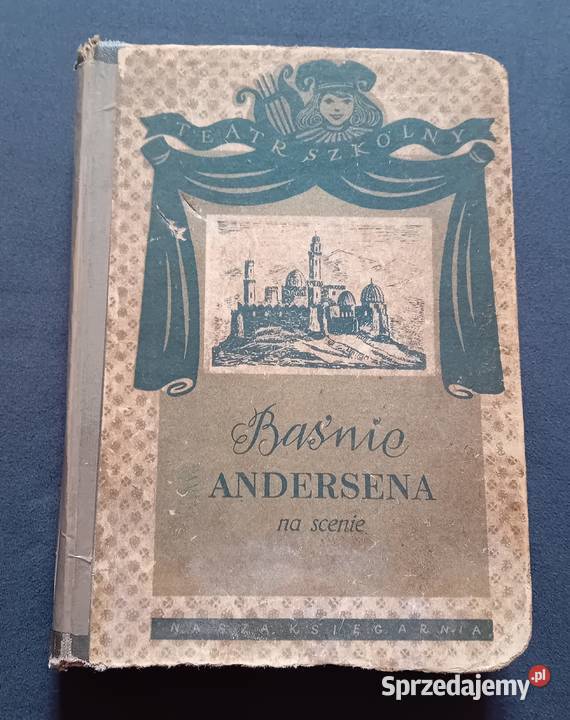 TEATR SZKOLNY
Baśnie
ANDERSENA
na scenie
NASZA KSIĘGARNIA
Sprzedajemy.pl